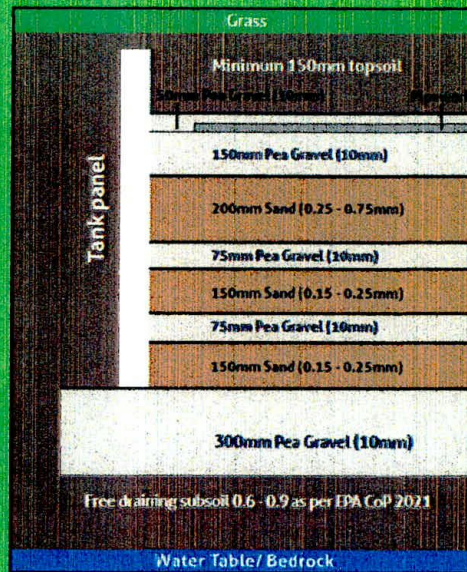 Grass
Minimum 150mm topsoil
Pea Gravel
150mm Pea Gravel (10mm)
200mm Sand (0.25 - 0.75mm)
75mm Pea Gravel (10mm)
150mm Sand (0.15 - 0.25mm)
75mm Pea Gravel (10mm)
150mm Sand (0.15 - 0.25mm)
300mm Pea Gravel (10mm)
Tank panel
Free draining subsoil 0.6 - 0.9 as per EPA CoP 2021
Water Table/ Bedrock